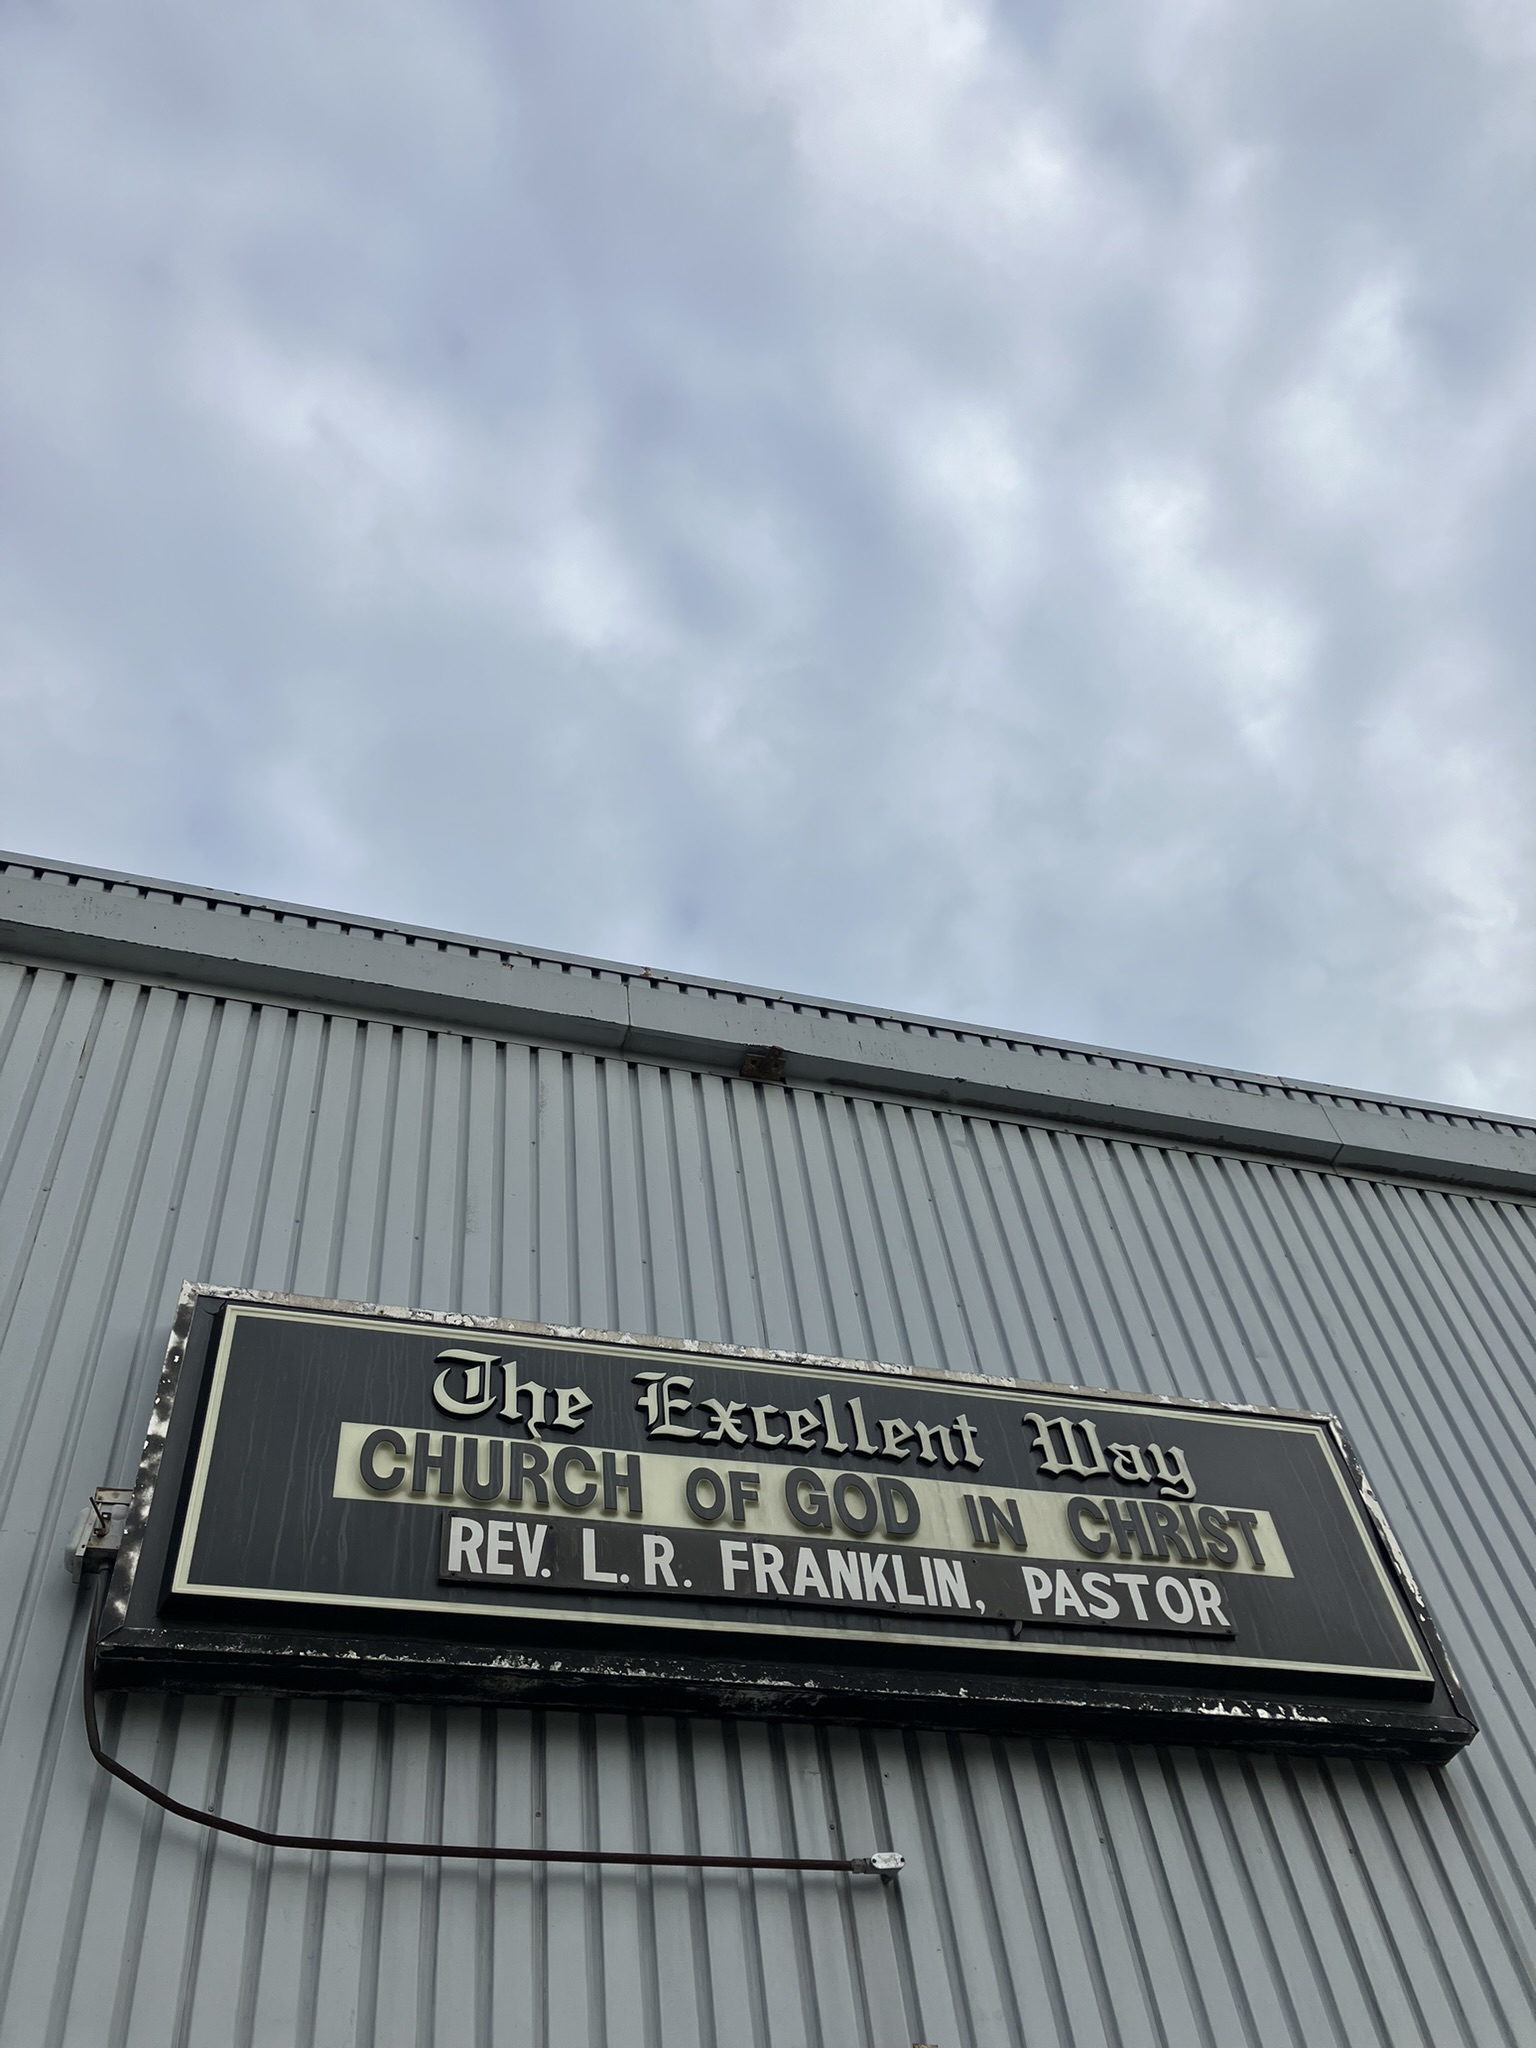 The Excellent Way
CHURCH OF GOD IN CHRIST
REV. L. R. FRANKLIN, PASTOR